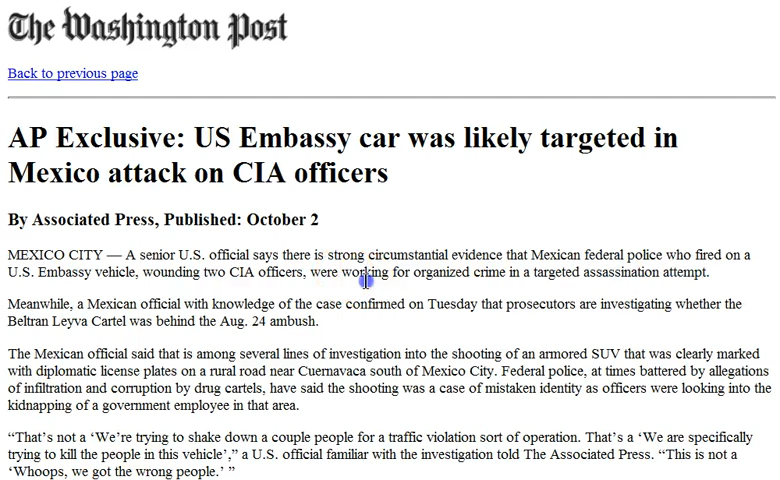 The Washington Post
Back to previous page
AP Exclusive: US Embassy car was likely targeted in
Mexico attack on CIA officers
By Associated Press, Published: October 2
MEXICO CITY — A senior U.S. official says there is strong circumstantial evidence that Mexican federal police who fired on a
U.S. Embassy vehicle, wounding two CIA officers, were working for organized crime in a targeted assassination attempt.
Meanwhile, a Mexican official with knowledge of the case confirmed on Tuesday that prosecutors are investigating whether the
Beltran Leyva Cartel was behind the Aug. 24 ambush.
The Mexican official said that is among several lines of investigation into the shooting of an armored SUV that was clearly marked
with diplomatic license plates on a rural road near Cuernavaca south of Mexico City. Federal police, at times battered by allegations
of infiltration and corruption by drug cartels, have said the shooting was a case of mistaken identity as officers were looking into the
kidnapping of a government employee in that area.
“That’s not a ‘We’re trying to shake down a couple people for a traffic violation sort of operation. That’s a ‘We are specifically
trying to kill the people in this vehicle’,” a U.S. official familiar with the investigation told The Associated Press. “This is not a
‘Whoops, we got the wrong people.’ ”